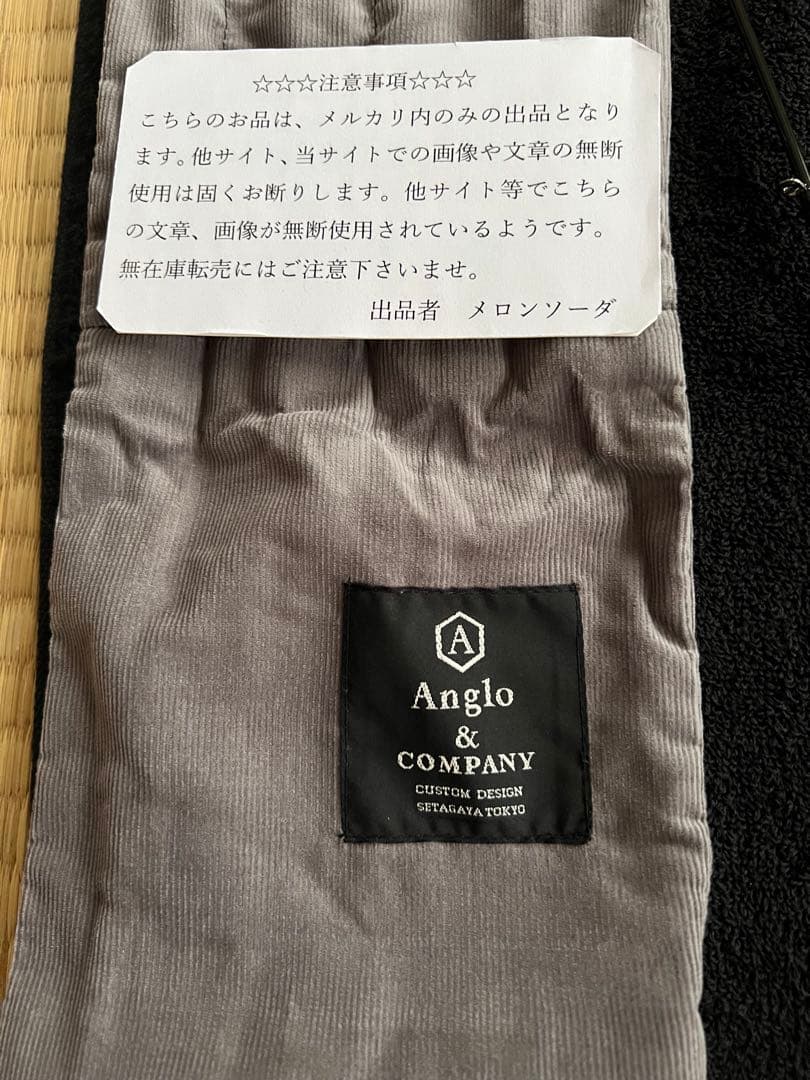 ☆☆☆注意事項☆☆☆
こちらのお品は、メルカリ内のみの出品となり
ます。他サイト、当サイトでの画像や文章の無断
使用は固くお断りします。他サイト等でこちら
の文章、画像が無断使用されているようです。
無在庫転売にはご注意下さいませ。
出品者　メロンソーダ
A
Anglo
&
COMPANY
CUSTOM DESIGN
SETAGAYA TOKYO